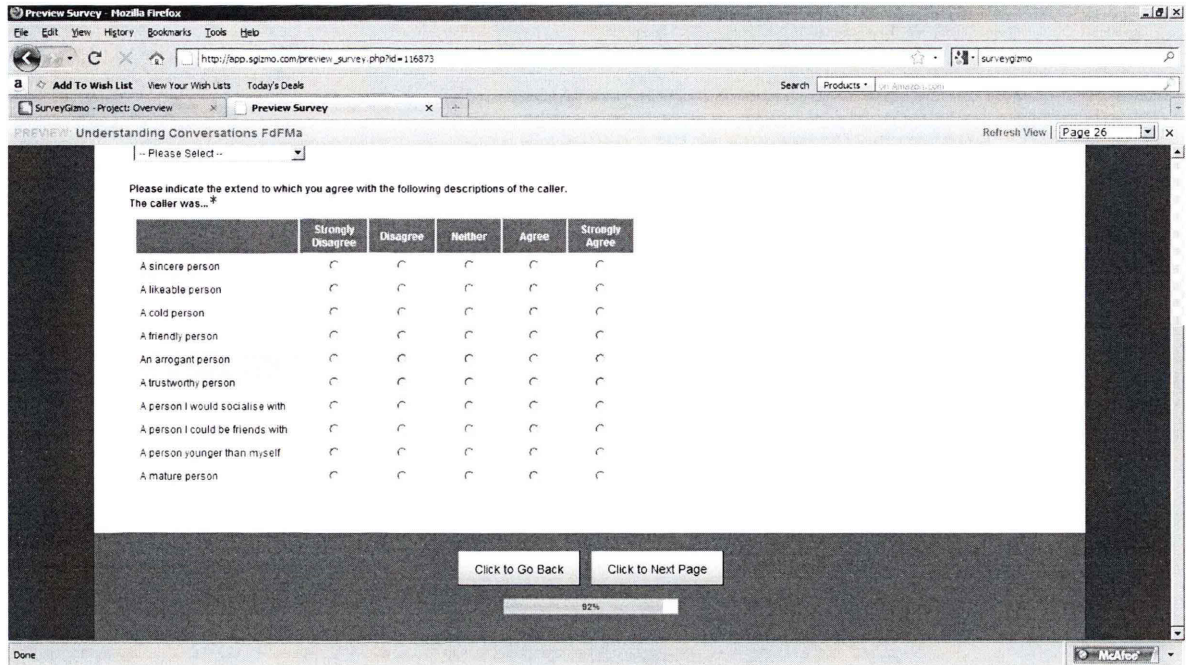 Preview Survey - Mozilla Firefox
File Edit View History Bookmarks Tools Help
http://app.sgizmo.com/preview_survey.php?id=116873
surveygizmo
a Add To Wish List View Your Wish Lists Today's Deals Search Products on Amazon.com
SurveyGizmo - Project: Overview Preview Survey
PREVIEW: Understanding Conversations FdFMa Refresh View | Page 26
-- Please Select --
Please indicate the extend to which you agree with the following descriptions of the caller.
The caller was... *
Strongly Disagree Disagree Neither Agree Strongly Agree
A sincere person
A likeable person
A cold person
A friendly person
An arrogant person
A trustworthy person
A person I would socialise with
A person I could be friends with
A person younger than myself
A mature person
Click to Go Back Click to Next Page
92%
Done McAfee